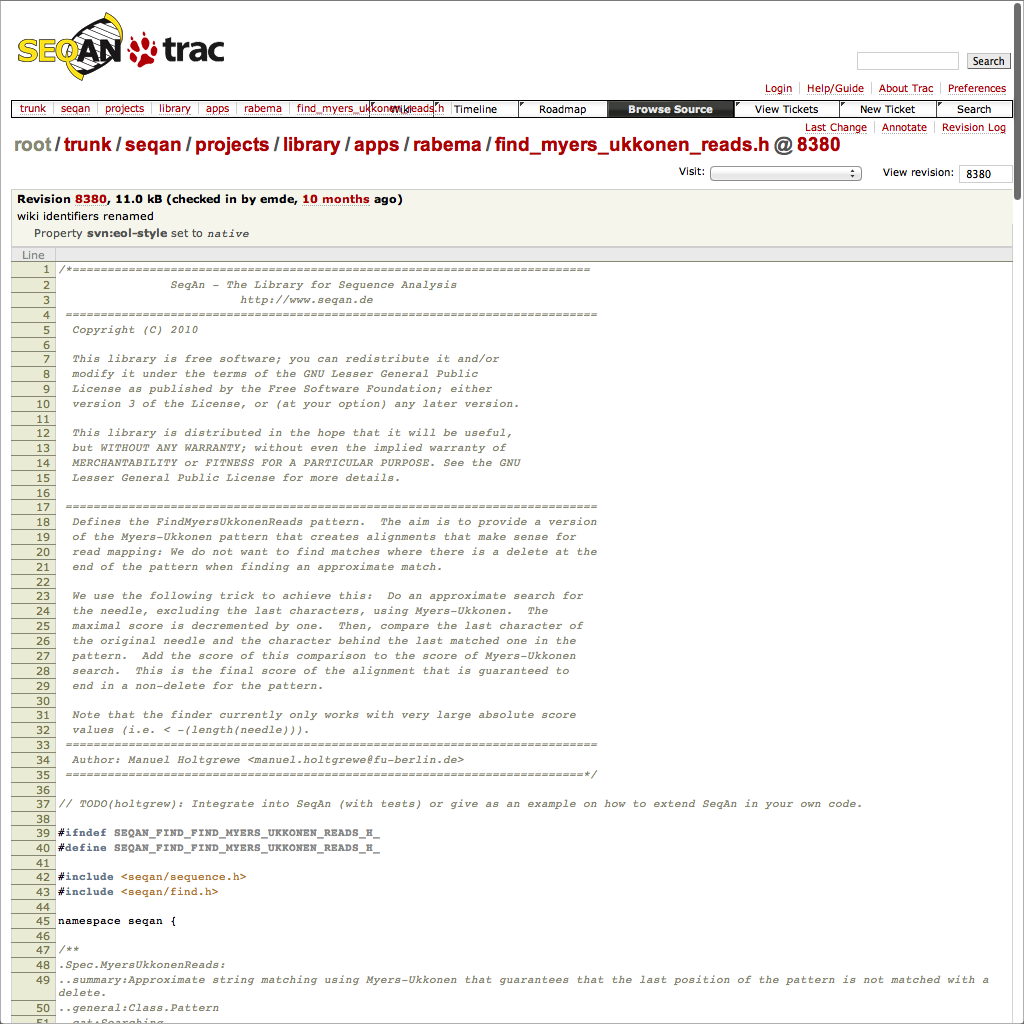 SEQAN trac
Search
Login Help/Guide About Trac Preferences
trunk seqan projects library apps rabema find_myers_ukkonen_reads.h Wiki Timeline Roadmap Browse Source View Tickets New Ticket Search
Last Change Annotate Revision Log
root / trunk / seqan / projects / library / apps / rabema / find_myers_ukkonen_reads.h @ 8380
Visit: View revision: 8380
Revision 8380, 11.0 kB (checked in by emde, 10 months ago)
wiki identifiers renamed
Property svn:eol-style set to native
Line
1 /*==========================================================================
2 SeqAn - The Library for Sequence Analysis
3 http://www.seqan.de
4 ============================================================================
5 Copyright (C) 2010
6
7 This library is free software; you can redistribute it and/or
8 modify it under the terms of the GNU Lesser General Public
9 License as published by the Free Software Foundation; either
10 version 3 of the License, or (at your option) any later version.
11
12 This library is distributed in the hope that it will be useful,
13 but WITHOUT ANY WARRANTY; without even the implied warranty of
14 MERCHANTABILITY or FITNESS FOR A PARTICULAR PURPOSE. See the GNU
15 Lesser General Public License for more details.
16
17 ============================================================================
18 Defines the FindMyersUkkonenReads pattern.  The aim is to provide a version
19 of the Myers-Ukkonen pattern that creates alignments that make sense for
20 read mapping: We do not want to find matches where there is a delete at the
21 end of the pattern when finding an approximate match.
22
23 We use the following trick to achieve this:  Do an approximate search for
24 the needle, excluding the last characters, using Myers-Ukkonen.  The
25 maximal score is decremented by one.  Then, compare the last character of
26 the original needle and the character behind the last matched one in the
27 pattern.  Add the score of this comparison to the score of Myers-Ukkonen
28 search.  This is the final score of the alignment that is guaranteed to
29 end in a non-delete for the pattern.
30
31 Note that the finder currently only works with very large absolute score
32 values (i.e. < -(length(needle))).
33 ============================================================================
34 Author: Manuel Holtgrewe <manuel.holtgrewe@fu-berlin.de>
35 ==========================================================================*/
36
37 // TODO(holtgrew): Integrate into SeqAn (with tests) or give as an example on how to extend SeqAn in your own code.
38
39 #ifndef SEQAN_FIND_FIND_MYERS_UKKONEN_READS_H_
40 #define SEQAN_FIND_FIND_MYERS_UKKONEN_READS_H_
41
42 #include <seqan/sequence.h>
43 #include <seqan/find.h>
44
45 namespace seqan {
46
47 /**
48 .Spec.MyersUkkonenReads:
49 ..summary:Approximate string matching using Myers-Ukkonen that guarantees that the last position of the pattern is not matched with a
delete.
50 ..general:Class.Pattern
51 ..cat:Searching